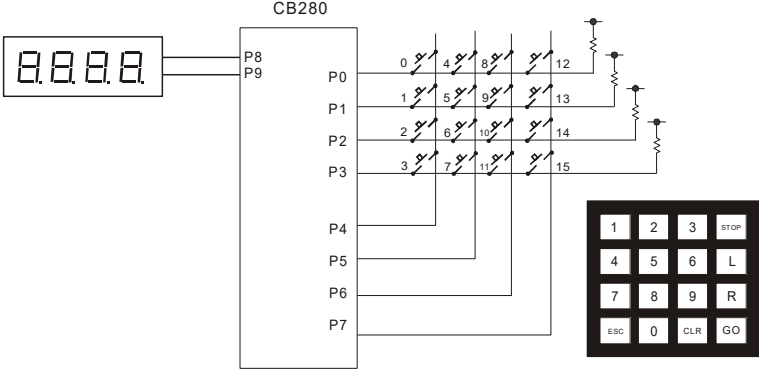 CB280
8.8.8.8.
P8
P9
P0
0 4 8 12
P1
1 5 9 13
P2
2 6 10 14
P3
3 7 11 15
P4
P5
P6
P7
1 2 3 STOP
4 5 6 L
7 8 9 R
ESC 0 CLR GO